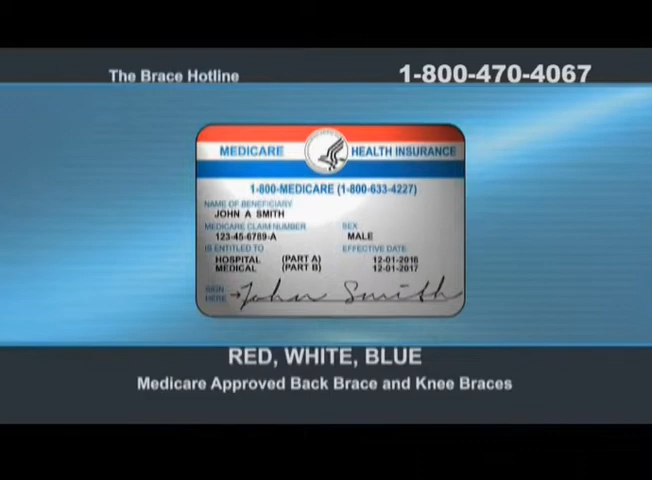 The Brace Hotline
1-800-470-4067
MEDICARE HEALTH INSURANCE
1-800-MEDICARE (1-800-633-4227)
NAME OF BENEFICIARY
JOHN A SMITH
MEDICARE CLAIM NUMBER SEX
123-45-6789-A MALE
IS ENTITLED TO EFFECTIVE DATE
HOSPITAL (PART A) 12-01-2016
MEDICAL (PART B) 12-01-2017
SIGN
HERE John Smith
RED, WHITE, BLUE
Medicare Approved Back Brace and Knee Braces